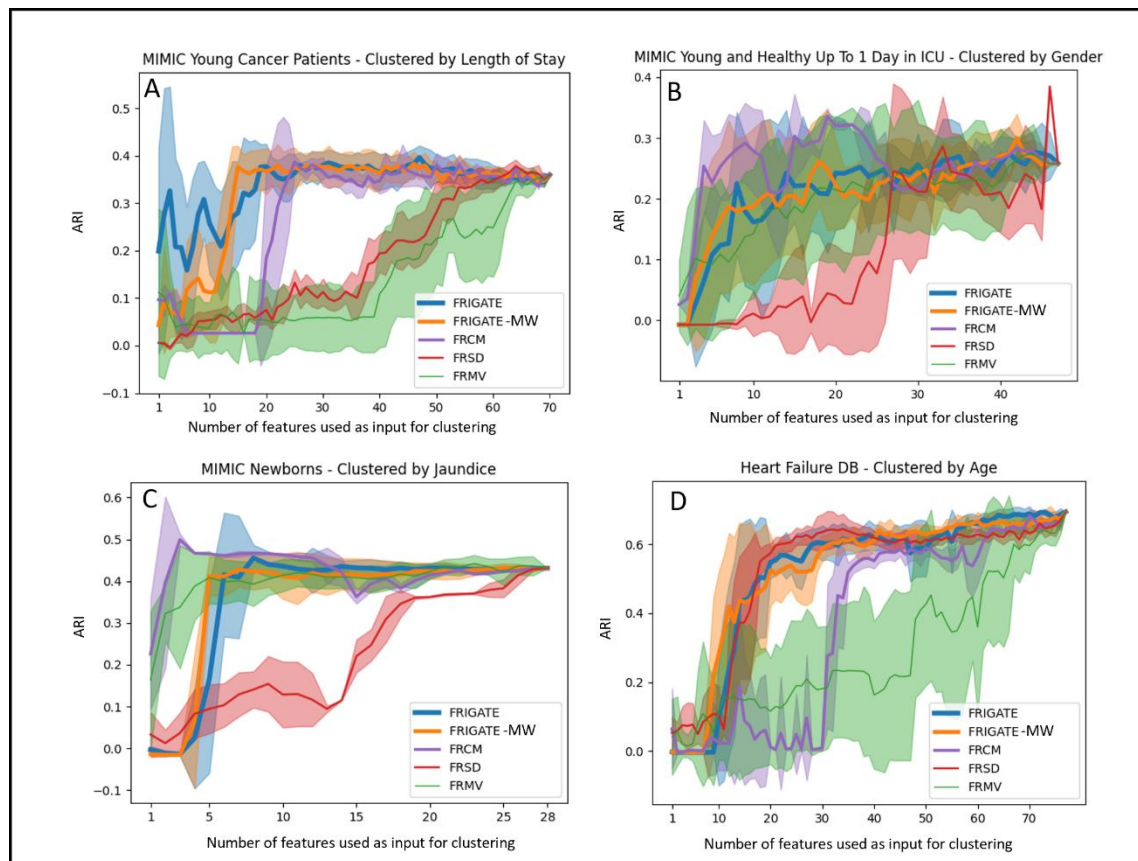 MIMIC Young Cancer Patients - Clustered by Length of Stay
A
0.5
0.4
0.3
0.2
0.1
0.0
−0.1
ARI
FRIGATE
FRIGATE-MW
FRCM
FRSD
FRMV
1 10 20 30 40 50 60 70
Number of features used as input for clustering
MIMIC Young and Healthy Up To 1 Day in ICU - Clustered by Gender
B
0.4
0.3
0.2
0.1
0.0
ARI
FRIGATE
FRIGATE-MW
FRCM
FRSD
FRMV
1 10 20 30 40
Number of features used as input for clustering
MIMIC Newborns - Clustered by Jaundice
C
0.6
0.5
0.4
0.3
0.2
0.1
0.0
−0.1
ARI
FRIGATE
FRIGATE-MW
FRCM
FRSD
FRMV
1 5 10 15 20 25 28
Number of features used as input for clustering
Heart Failure DB - Clustered by Age
D
0.6
0.4
0.2
0.0
ARI
FRIGATE
FRIGATE-MW
FRCM
FRSD
FRMV
1 10 20 30 40 50 60 70
Number of features used as input for clustering